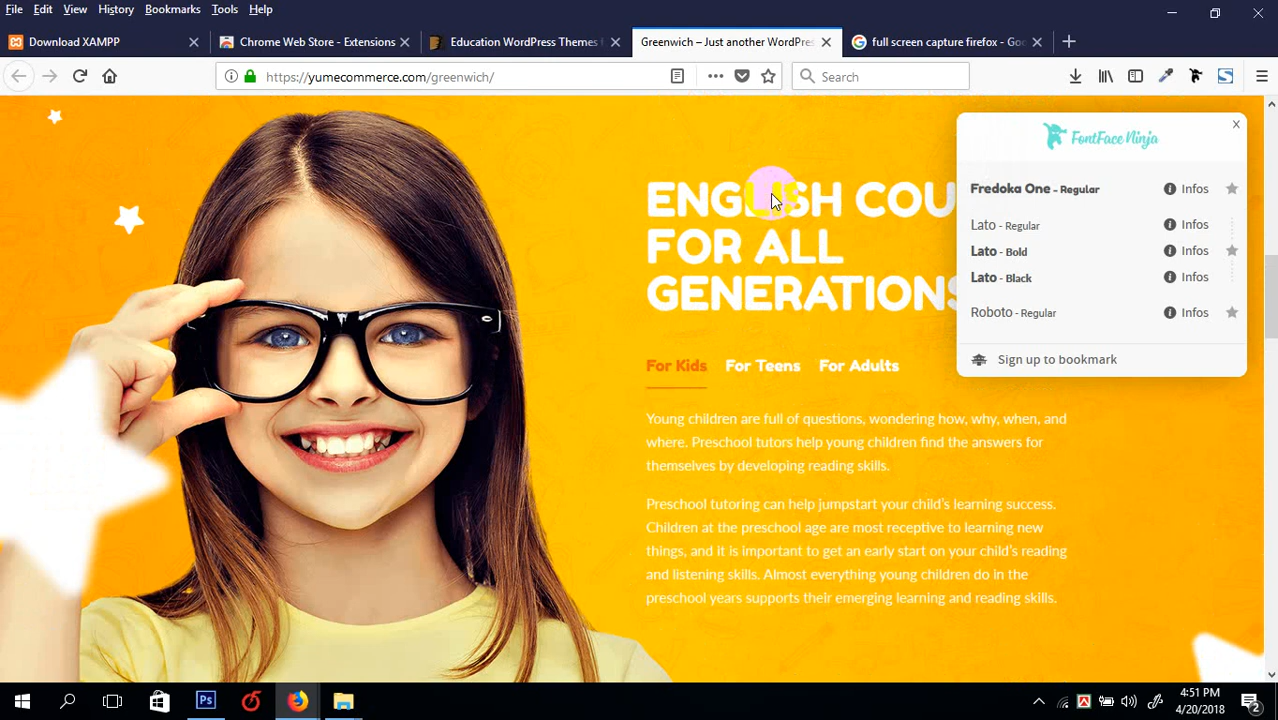 File Edit View History Bookmarks Tools Help
Download XAMPP
Chrome Web Store - Extensions
Education WordPress Themes f
Greenwich – Just another WordPres
full screen capture firefox - Goo
https://yumecommerce.com/greenwich/
Search
FontFace Ninja
X
Fredoka One - Regular Infos
Lato - Regular Infos
Lato - Bold Infos
Lato - Black Infos
Roboto - Regular Infos
Sign up to bookmark
ENGLISH COU
FOR ALL
GENERATIONS
For Kids For Teens For Adults
Young children are full of questions, wondering how, why, when, and
where. Preschool tutors help young children find the answers for
themselves by developing reading skills.
Preschool tutoring can help jumpstart your child's learning success.
Children at the preschool age are most receptive to learning new
things, and it is important to get an early start on your child's reading
and listening skills. Almost everything young children do in the
preschool years supports their emerging learning and reading skills.
Ps
4:51 PM
4/20/2018
2